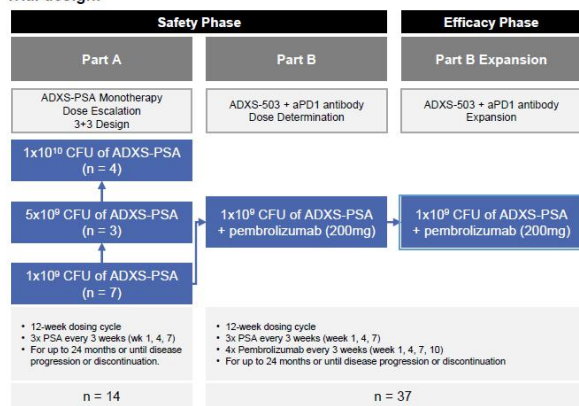 Trial design:
Safety Phase
Efficacy Phase
Part A
Part B
Part B Expansion
ADXS-PSA Monotherapy
Dose Escalation
3+3 Design
ADXS-503 + aPD1 antibody
Dose Determination
ADXS-503 + aPD1 antibody
Expansion
1x10¹⁰ CFU of ADXS-PSA
(n = 4)
5x10⁹ CFU of ADXS-PSA
(n = 3)
1x10⁹ CFU of ADXS-PSA
(n = 7)
1x10⁹ CFU of ADXS-PSA
+ pembrolizumab (200mg)
1x10⁹ CFU of ADXS-PSA
+ pembrolizumab (200mg)
• 12-week dosing cycle
• 3x PSA every 3 weeks (wk 1, 4, 7)
• For up to 24 months or until disease
progression or discontinuation.
• 12-week dosing cycle
• 3x PSA every 3 weeks (week 1, 4, 7)
• 4x Pembrolizumab every 3 weeks (week 1, 4, 7, 10)
• For up to 24 months or until disease progression or discontinuation
n = 14
n = 37